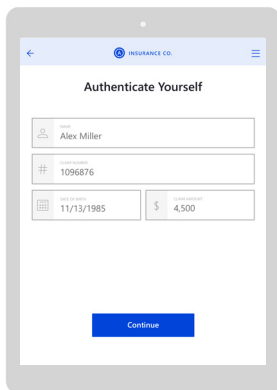 INSURANCE CO.
Authenticate Yourself
NAME
Alex Miller
CLAIM NUMBER
# 1096876
DATE OF BIRTH
11/13/1985
CLAIM AMOUNT
$ 4,500
Continue